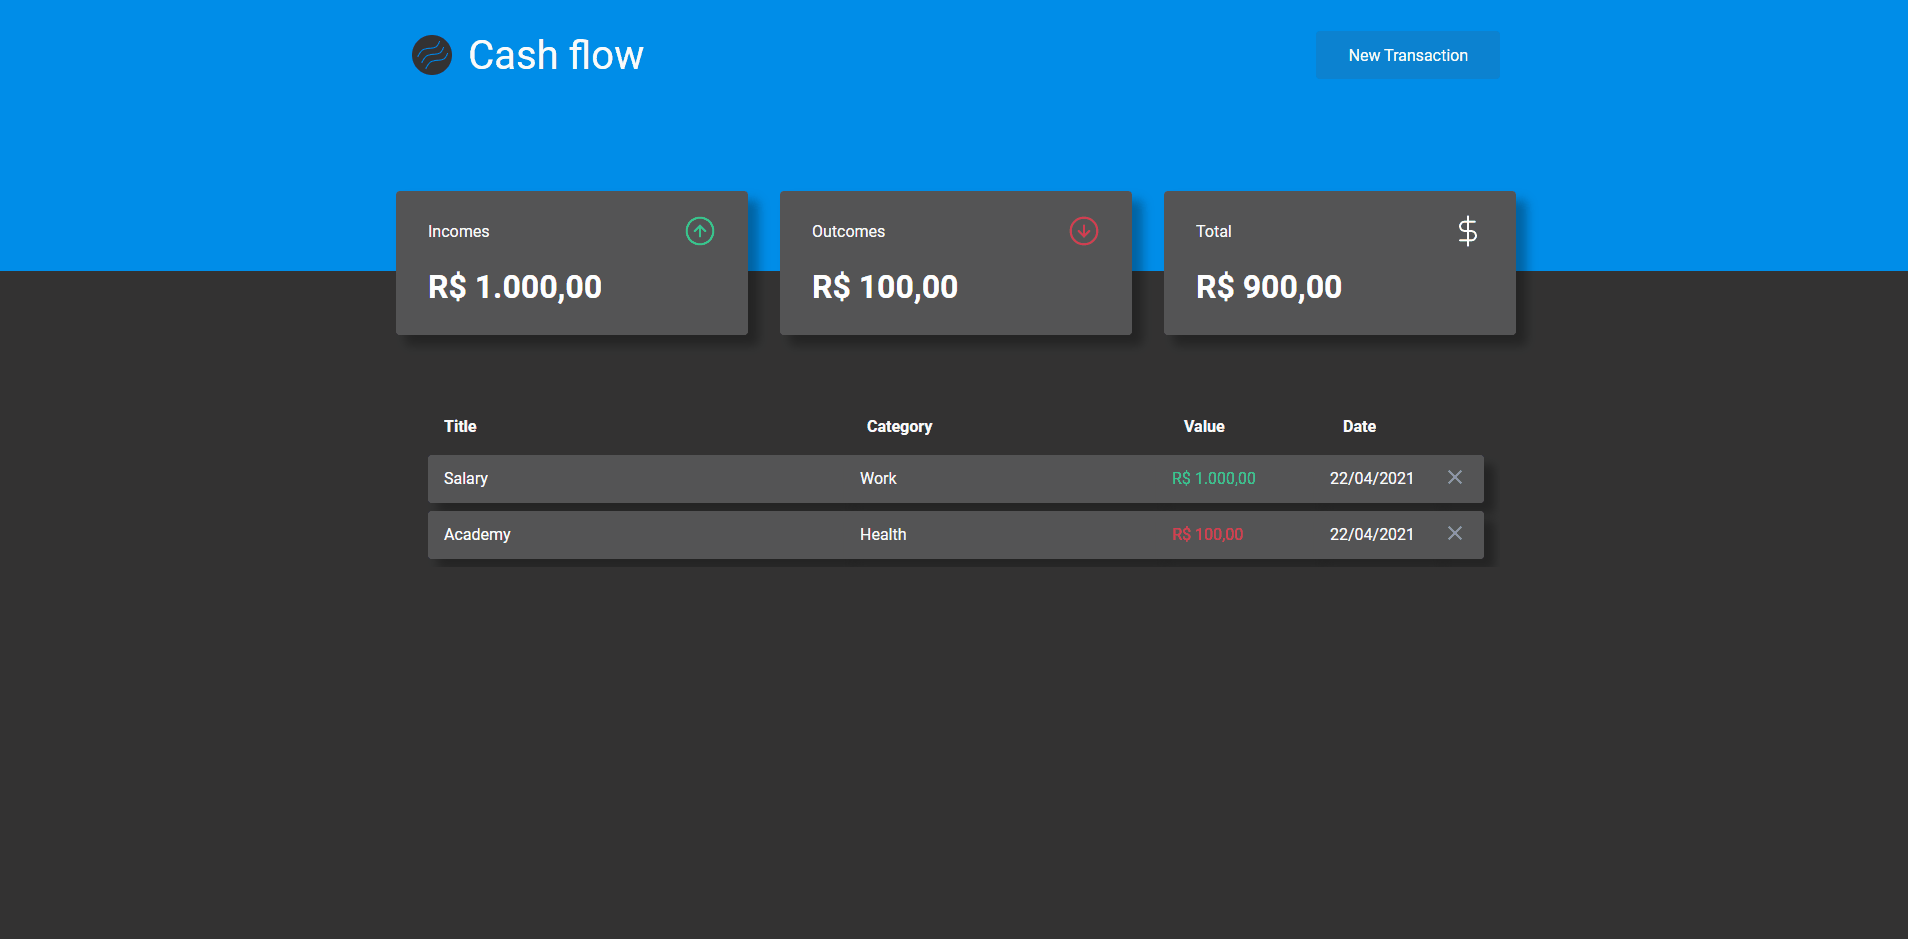 Cash flow
New Transaction
Incomes
R$ 1.000,00
Outcomes
R$ 100,00
Total
$
R$ 900,00
Title Category Value Date
Salary Work R$ 1.000,00 22/04/2021
Academy Health R$ 100,00 22/04/2021